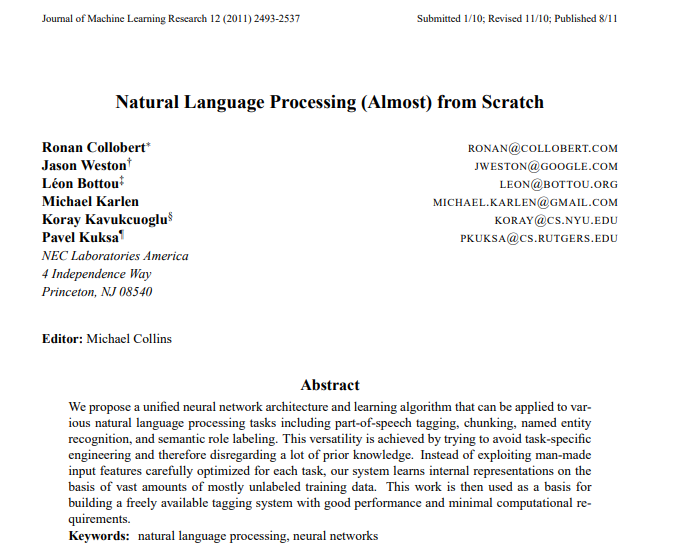 Journal of Machine Learning Research 12 (2011) 2493-2537 Submitted 1/10; Revised 11/10; Published 8/11
Natural Language Processing (Almost) from Scratch
Ronan Collobert* RONAN@COLLOBERT.COM
Jason Weston† JWESTON@GOOGLE.COM
Léon Bottou‡ LEON@BOTTOU.ORG
Michael Karlen MICHAEL.KARLEN@GMAIL.COM
Koray Kavukcuoglu§ KORAY@CS.NYU.EDU
Pavel Kuksa¶ PKUKSA@CS.RUTGERS.EDU
NEC Laboratories America
4 Independence Way
Princeton, NJ 08540
Editor: Michael Collins
Abstract
We propose a unified neural network architecture and learning algorithm that can be applied to var-
ious natural language processing tasks including part-of-speech tagging, chunking, named entity
recognition, and semantic role labeling. This versatility is achieved by trying to avoid task-specific
engineering and therefore disregarding a lot of prior knowledge. Instead of exploiting man-made
input features carefully optimized for each task, our system learns internal representations on the
basis of vast amounts of mostly unlabeled training data. This work is then used as a basis for
building a freely available tagging system with good performance and minimal computational re-
quirements.
Keywords: natural language processing, neural networks